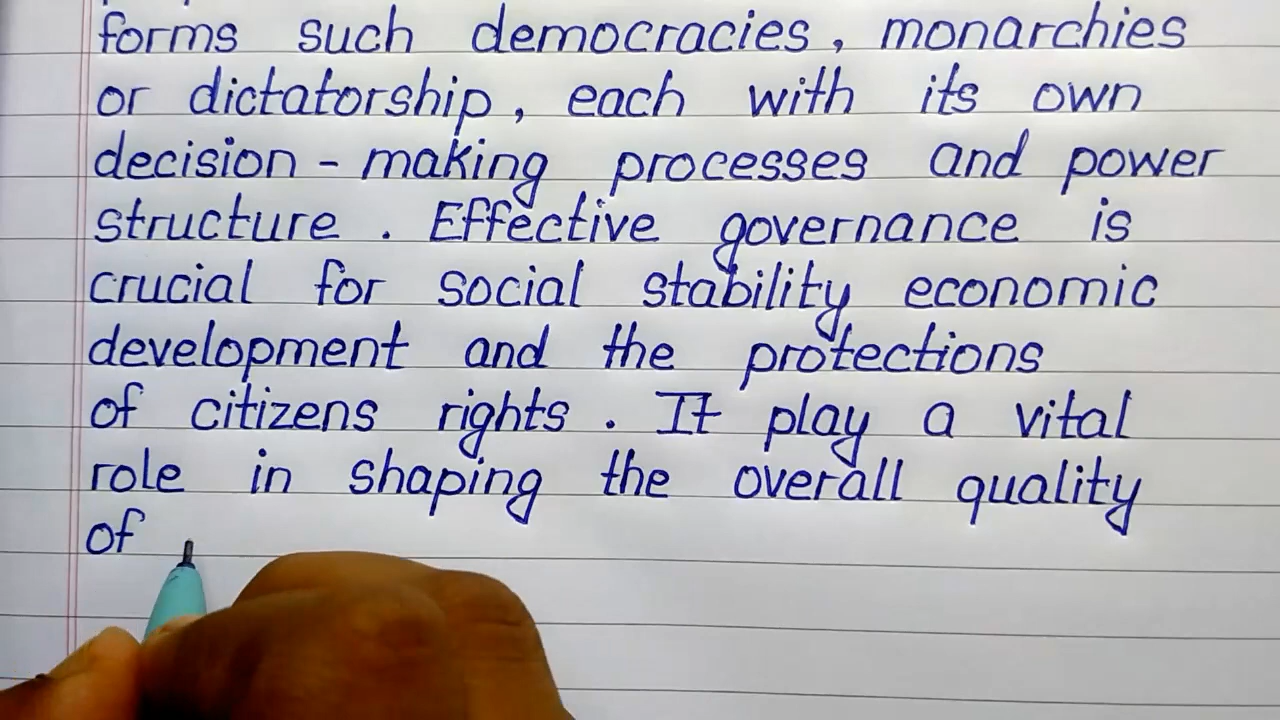 forms such democracies, monarchies
or dictatorship, each with its own
decision - making processes and power
structure. Effective governance is
crucial for social stability economic
development and the protections
of citizens rights. It play a vital
role in shaping the overall quality
of